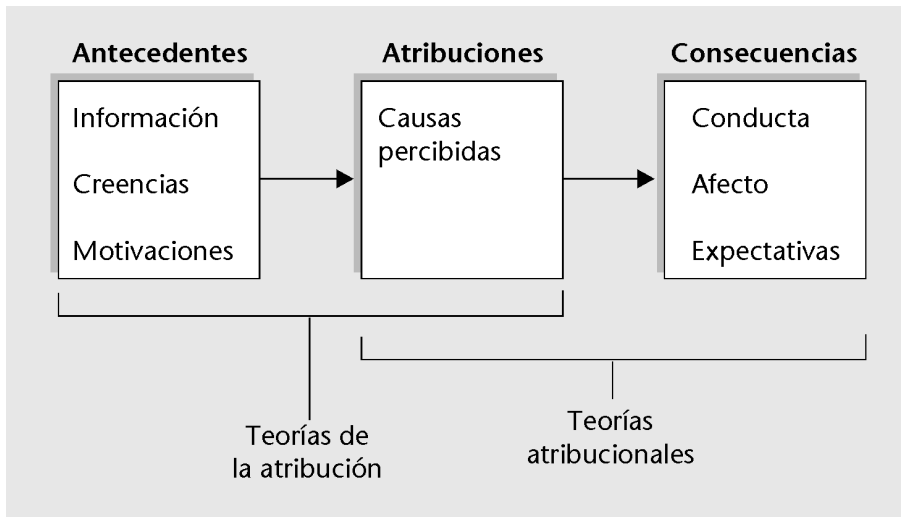 Antecedentes
Atribuciones
Consecuencias
Información
Creencias
Motivaciones
Causas
percibidas
Conducta
Afecto
Expectativas
Teorías de
la atribución
Teorías
atribucionales